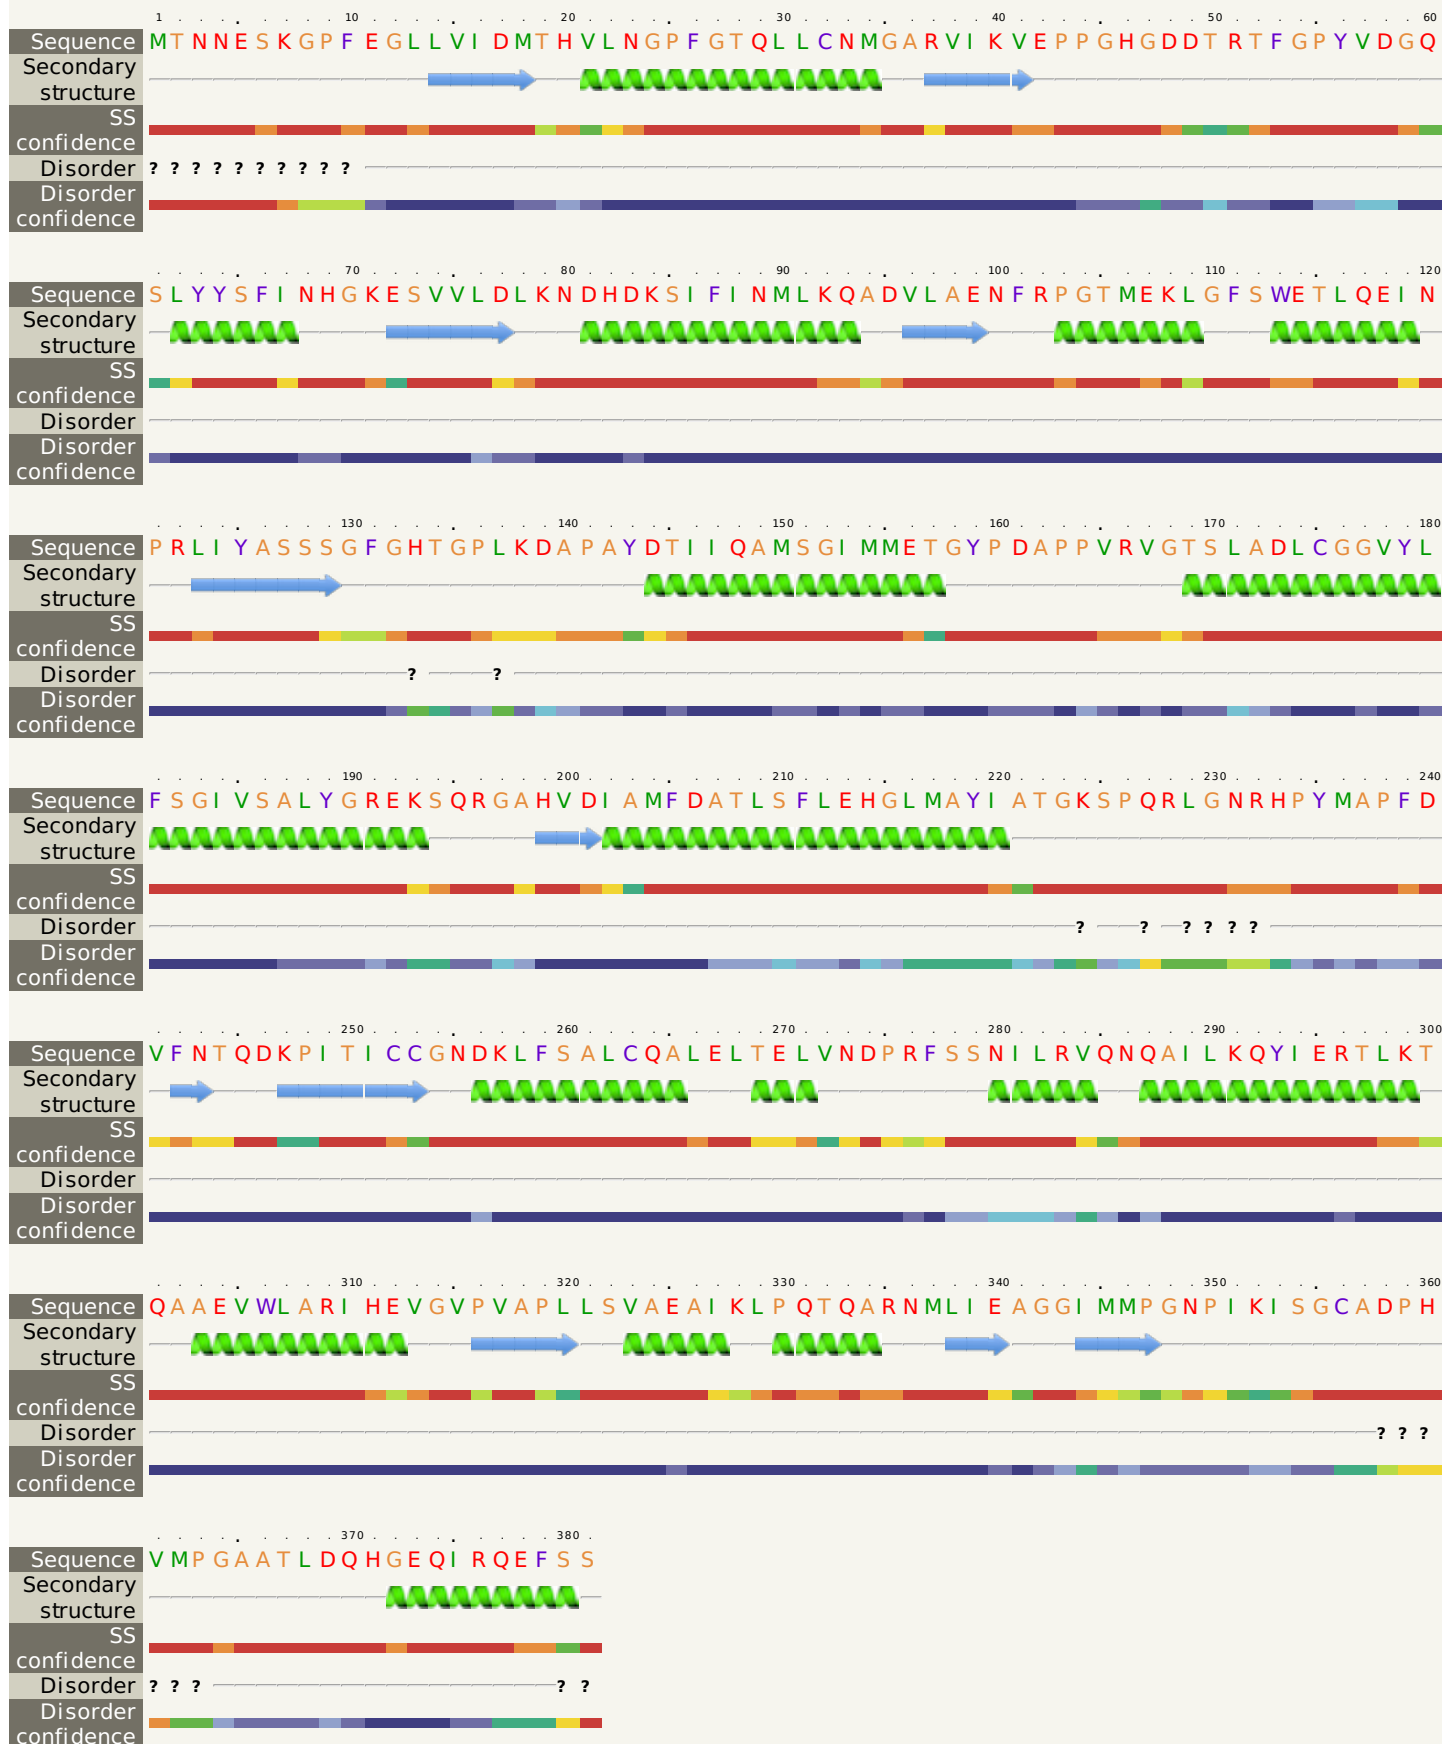 1 10 20 30 40 50 60
Sequence MTNNESKGPFEGLLVIDMTHVLNGPFGTQLLCNMGARVIKVEPPGHGDDTRTFGPYVDGQ
Secondary
structure
SS
confidence
Disorder ? ? ? ? ? ? ? ? ? ?
Disorder
confidence
70 80 90 100 110 120
Sequence SLYYSFINHGKESVVLDLKNDHDKSIFINMLKQADVLAENFRPGTMEKLGFSWETLQEIN
Secondary
structure
SS
confidence
Disorder
Disorder
confidence
130 140 150 160 170 180
Sequence PRLIYASSSGFGHTGPLKDAPAYDTIIQAMSGIMMETGYPDAPPVRVGTSLADLCGGVYL
Secondary
structure
SS
confidence
Disorder ? ?
Disorder
confidence
190 200 210 220 230 240
Sequence FSGIVSALYGREKSQRGAHVDIAMFDATLSFLEHGLMAYIATGKSPQRLGNRHPYMAPFD
Secondary
structure
SS
confidence
Disorder ? ? ? ? ? ?
Disorder
confidence
250 260 270 280 290 300
Sequence VFNTQDKPITICCGNDKLFSALCQALELTELVNDPRFSSNILRVQNQAILKQYIERTLKT
Secondary
structure
SS
confidence
Disorder
Disorder
confidence
310 320 330 340 350 360
Sequence QAAEVWLARIHEVGVPVAPLLSVAEAIKLPQTQARNMLIEAGGIMMPGNPIKISGCADPH
Secondary
structure
SS
confidence
Disorder ? ? ?
Disorder
confidence
370 380
Sequence VMPGAATLDQHGEQIRQEFSS
Secondary
structure
SS
confidence
Disorder ? ? ? ? ?
Disorder
confidence